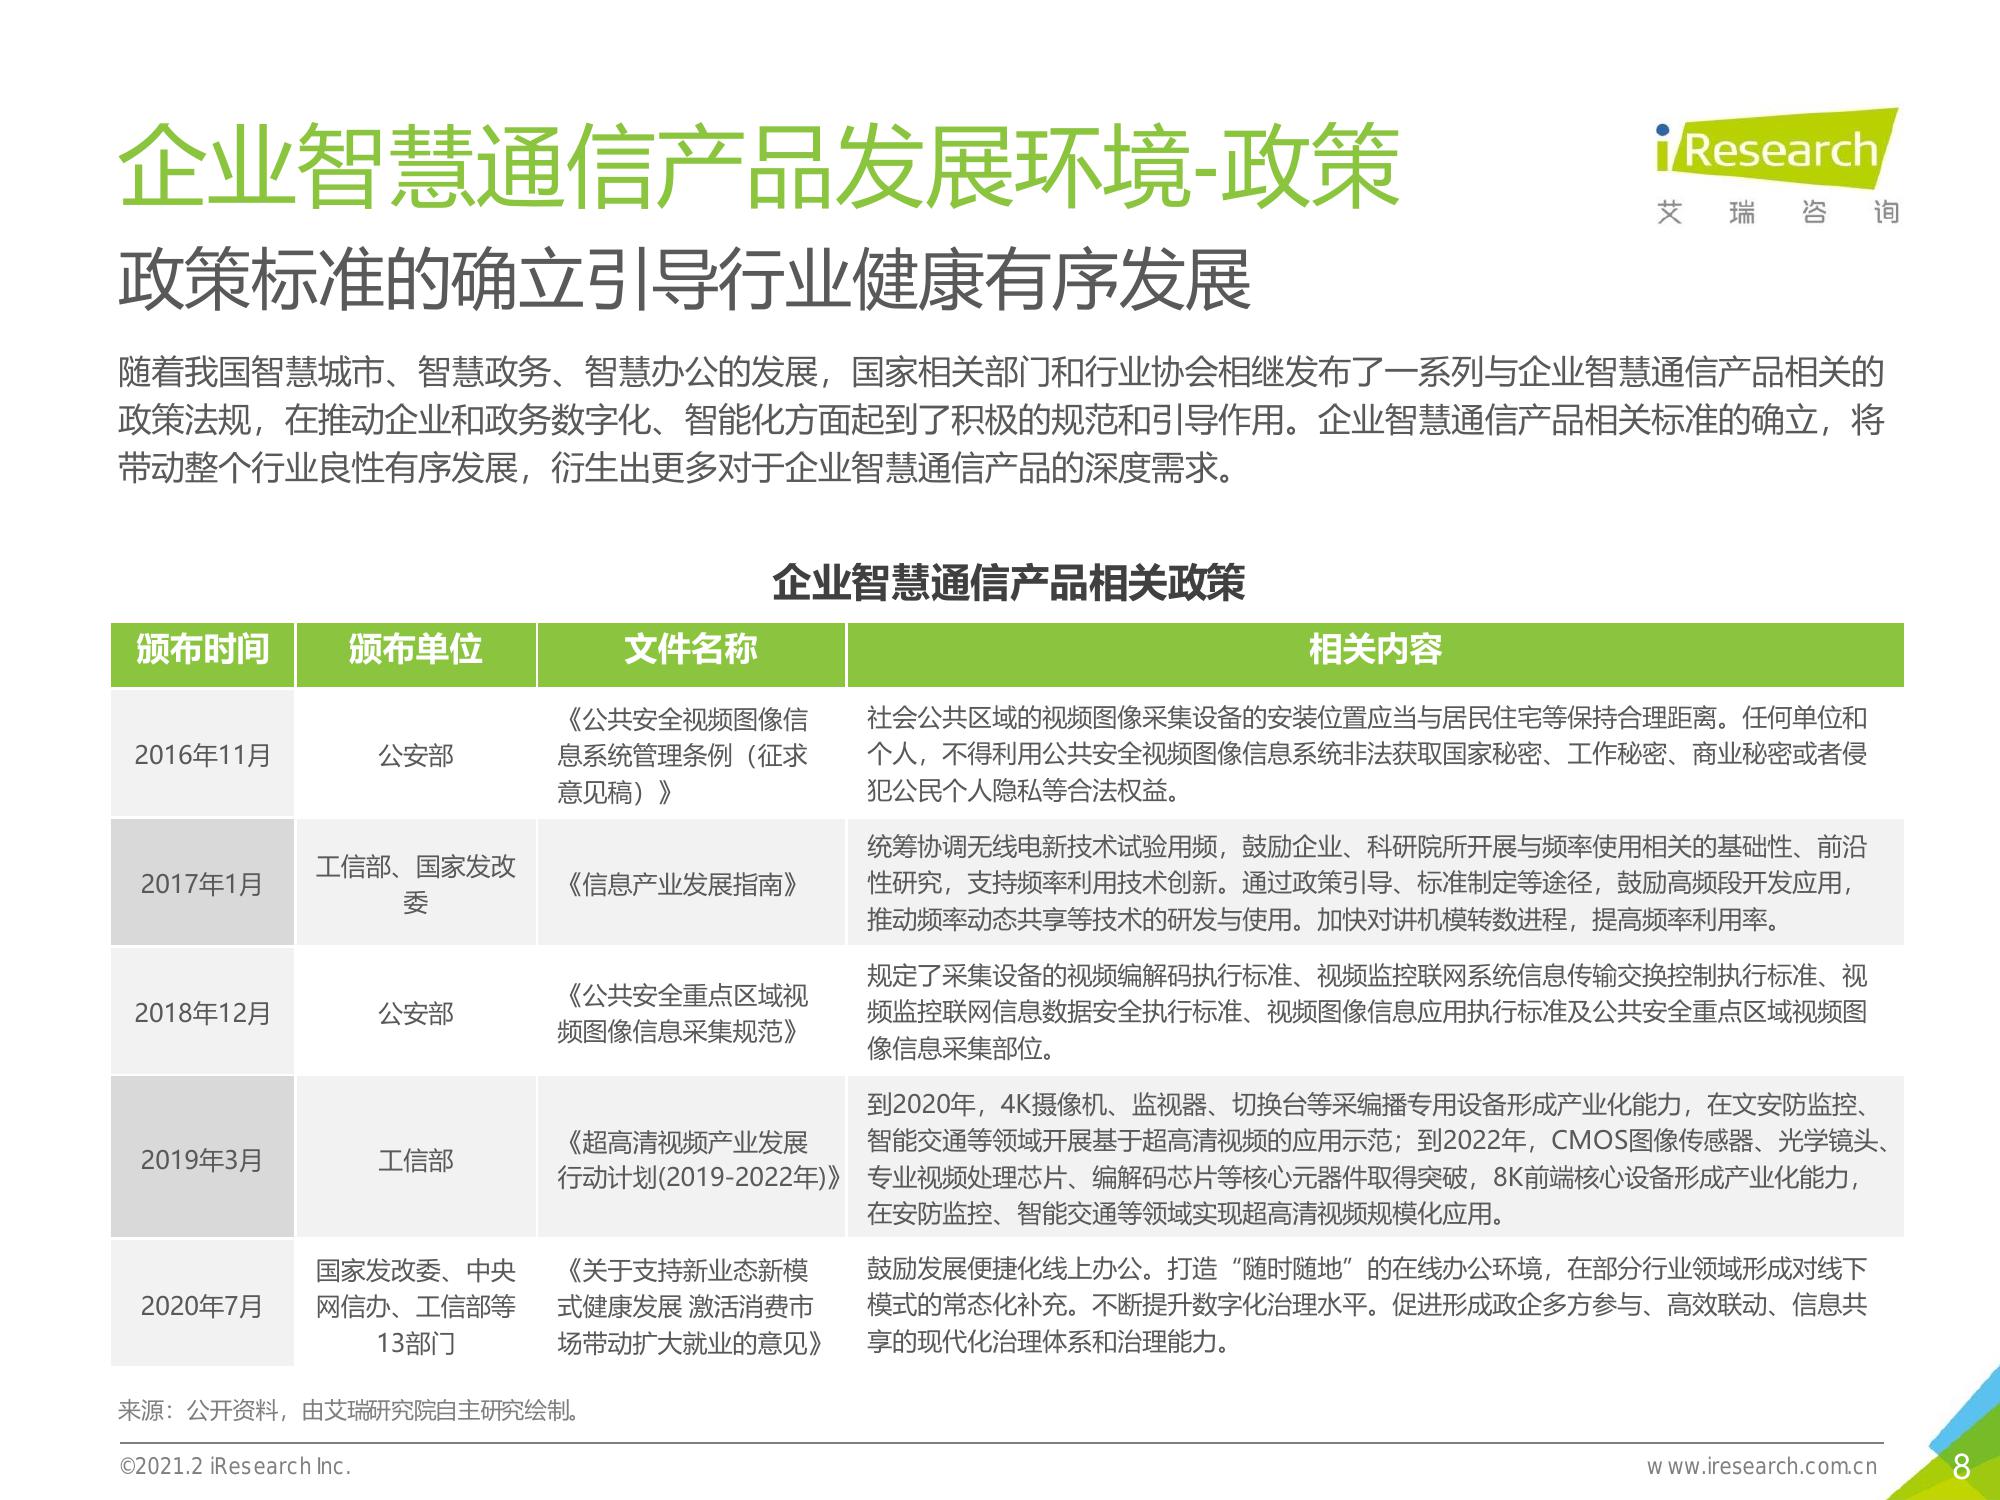 企业智慧通信产品发展环境-政策
iResearch
艾瑞咨询
政策标准的确立引导行业健康有序发展
随着我国智慧城市、智慧政务、智慧办公的发展，国家相关部门和行业协会相继发布了一系列与企业智慧通信产品相关的
政策法规，在推动企业和政务数字化、智能化方面起到了积极的规范和引导作用。企业智慧通信产品相关标准的确立，将
带动整个行业良性有序发展，衍生出更多对于企业智慧通信产品的深度需求。
企业智慧通信产品相关政策
颁布时间 颁布单位 文件名称 相关内容
2016年11月
公安部
《公共安全视频图像信
息系统管理条例（征求
意见稿）》
社会公共区域的视频图像采集设备的安装位置应当与居民住宅等保持合理距离。任何单位和
个人，不得利用公共安全视频图像信息系统非法获取国家秘密、工作秘密、商业秘密或者侵
犯公民个人隐私等合法权益。
2017年1月
工信部、国家发改
委
《信息产业发展指南》
统筹协调无线电新技术试验用频，鼓励企业、科研院所开展与频率使用相关的基础性、前沿
性研究，支持频率利用技术创新。通过政策引导、标准制定等途径，鼓励高频段开发应用，
推动频率动态共享等技术的研发与使用。加快对讲机模转数进程，提高频率利用率。
2018年12月
公安部
《公共安全重点区域视
频图像信息采集规范》
规定了采集设备的视频编解码执行标准、视频监控联网系统信息传输交换控制执行标准、视
频监控联网信息数据安全执行标准、视频图像信息应用执行标准及公共安全重点区域视频图
像信息采集部位。
2019年3月
工信部
《超高清视频产业发展
行动计划(2019-2022年)》
到2020年，4K摄像机、监视器、切换台等采编播专用设备形成产业化能力，在文安防监控、
智能交通等领域开展基于超高清视频的应用示范；到2022年，CMOS图像传感器、光学镜头、
专业视频处理芯片、编解码芯片等核心元器件取得突破，8K前端核心设备形成产业化能力，
在安防监控、智能交通等领域实现超高清视频规模化应用。
2020年7月
国家发改委、中央
网信办、工信部等
13部门
《关于支持新业态新模
式健康发展 激活消费市
场带动扩大就业的意见》
鼓励发展便捷化线上办公。打造“随时随地”的在线办公环境，在部分行业领域形成对线下
模式的常态化补充。不断提升数字化治理水平。促进形成政企多方参与、高效联动、信息共
享的现代化治理体系和治理能力。
来源：公开资料，由艾瑞研究院自主研究绘制。
©2021.2 iResearch Inc.
www.iresearch.com.cn
8